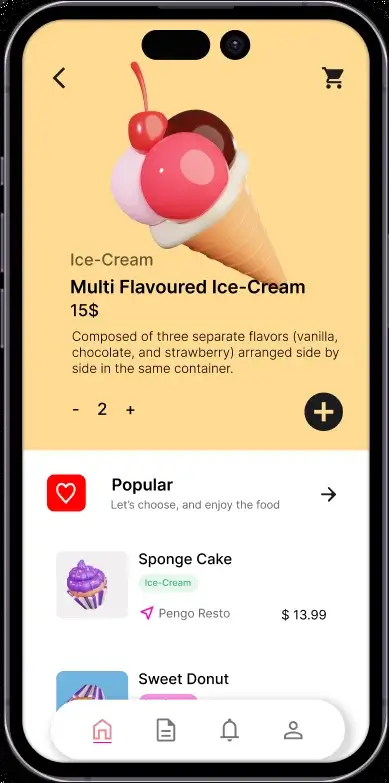 Ice-Cream
Multi Flavoured Ice-Cream
15$
Composed of three separate flavors (vanilla,
chocolate, and strawberry) arranged side by
side in the same container.
- 2 +
Popular
Let's choose, and enjoy the food
Sponge Cake
Ice-Cream
Pengo Resto
$ 13.99
Sweet Donut